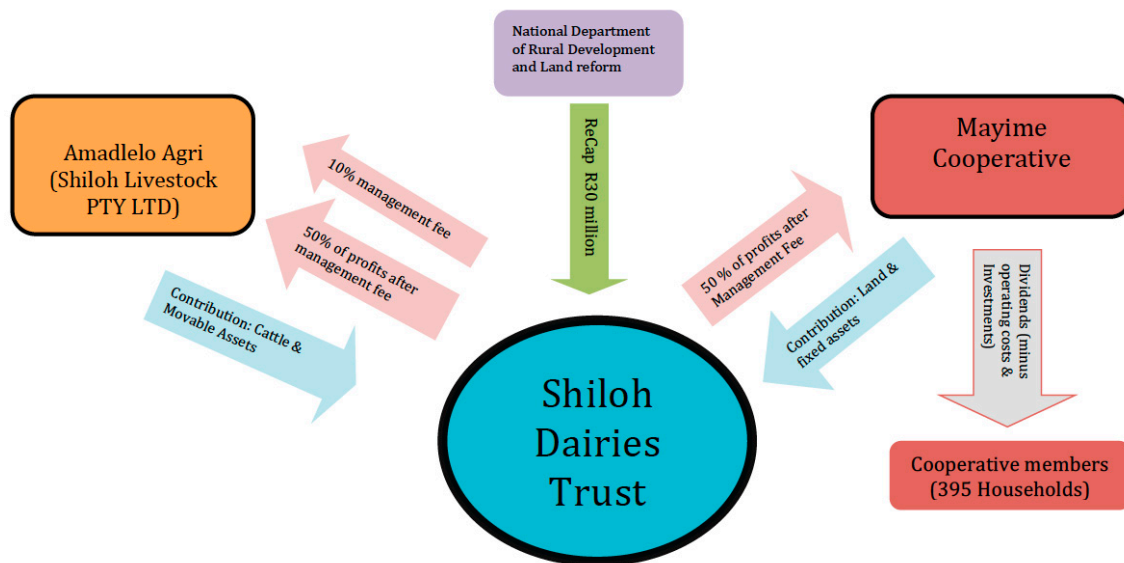 National Department
of Rural Development
and Land reform
Amadlelo Agri
(Shiloh Livestock
PTY LTD)
10% management fee
50% of profits after
management fee
Contribution: Cattle &
Movable Assets
ReCap  R30 million
50 % of profits after
Management Fee
Contribution: Land &
fixed assets
Mayime
Cooperative
Dividends (minus
operating costs &
Investments)
Cooperative members
(395 Households)
Shiloh
Dairies
Trust